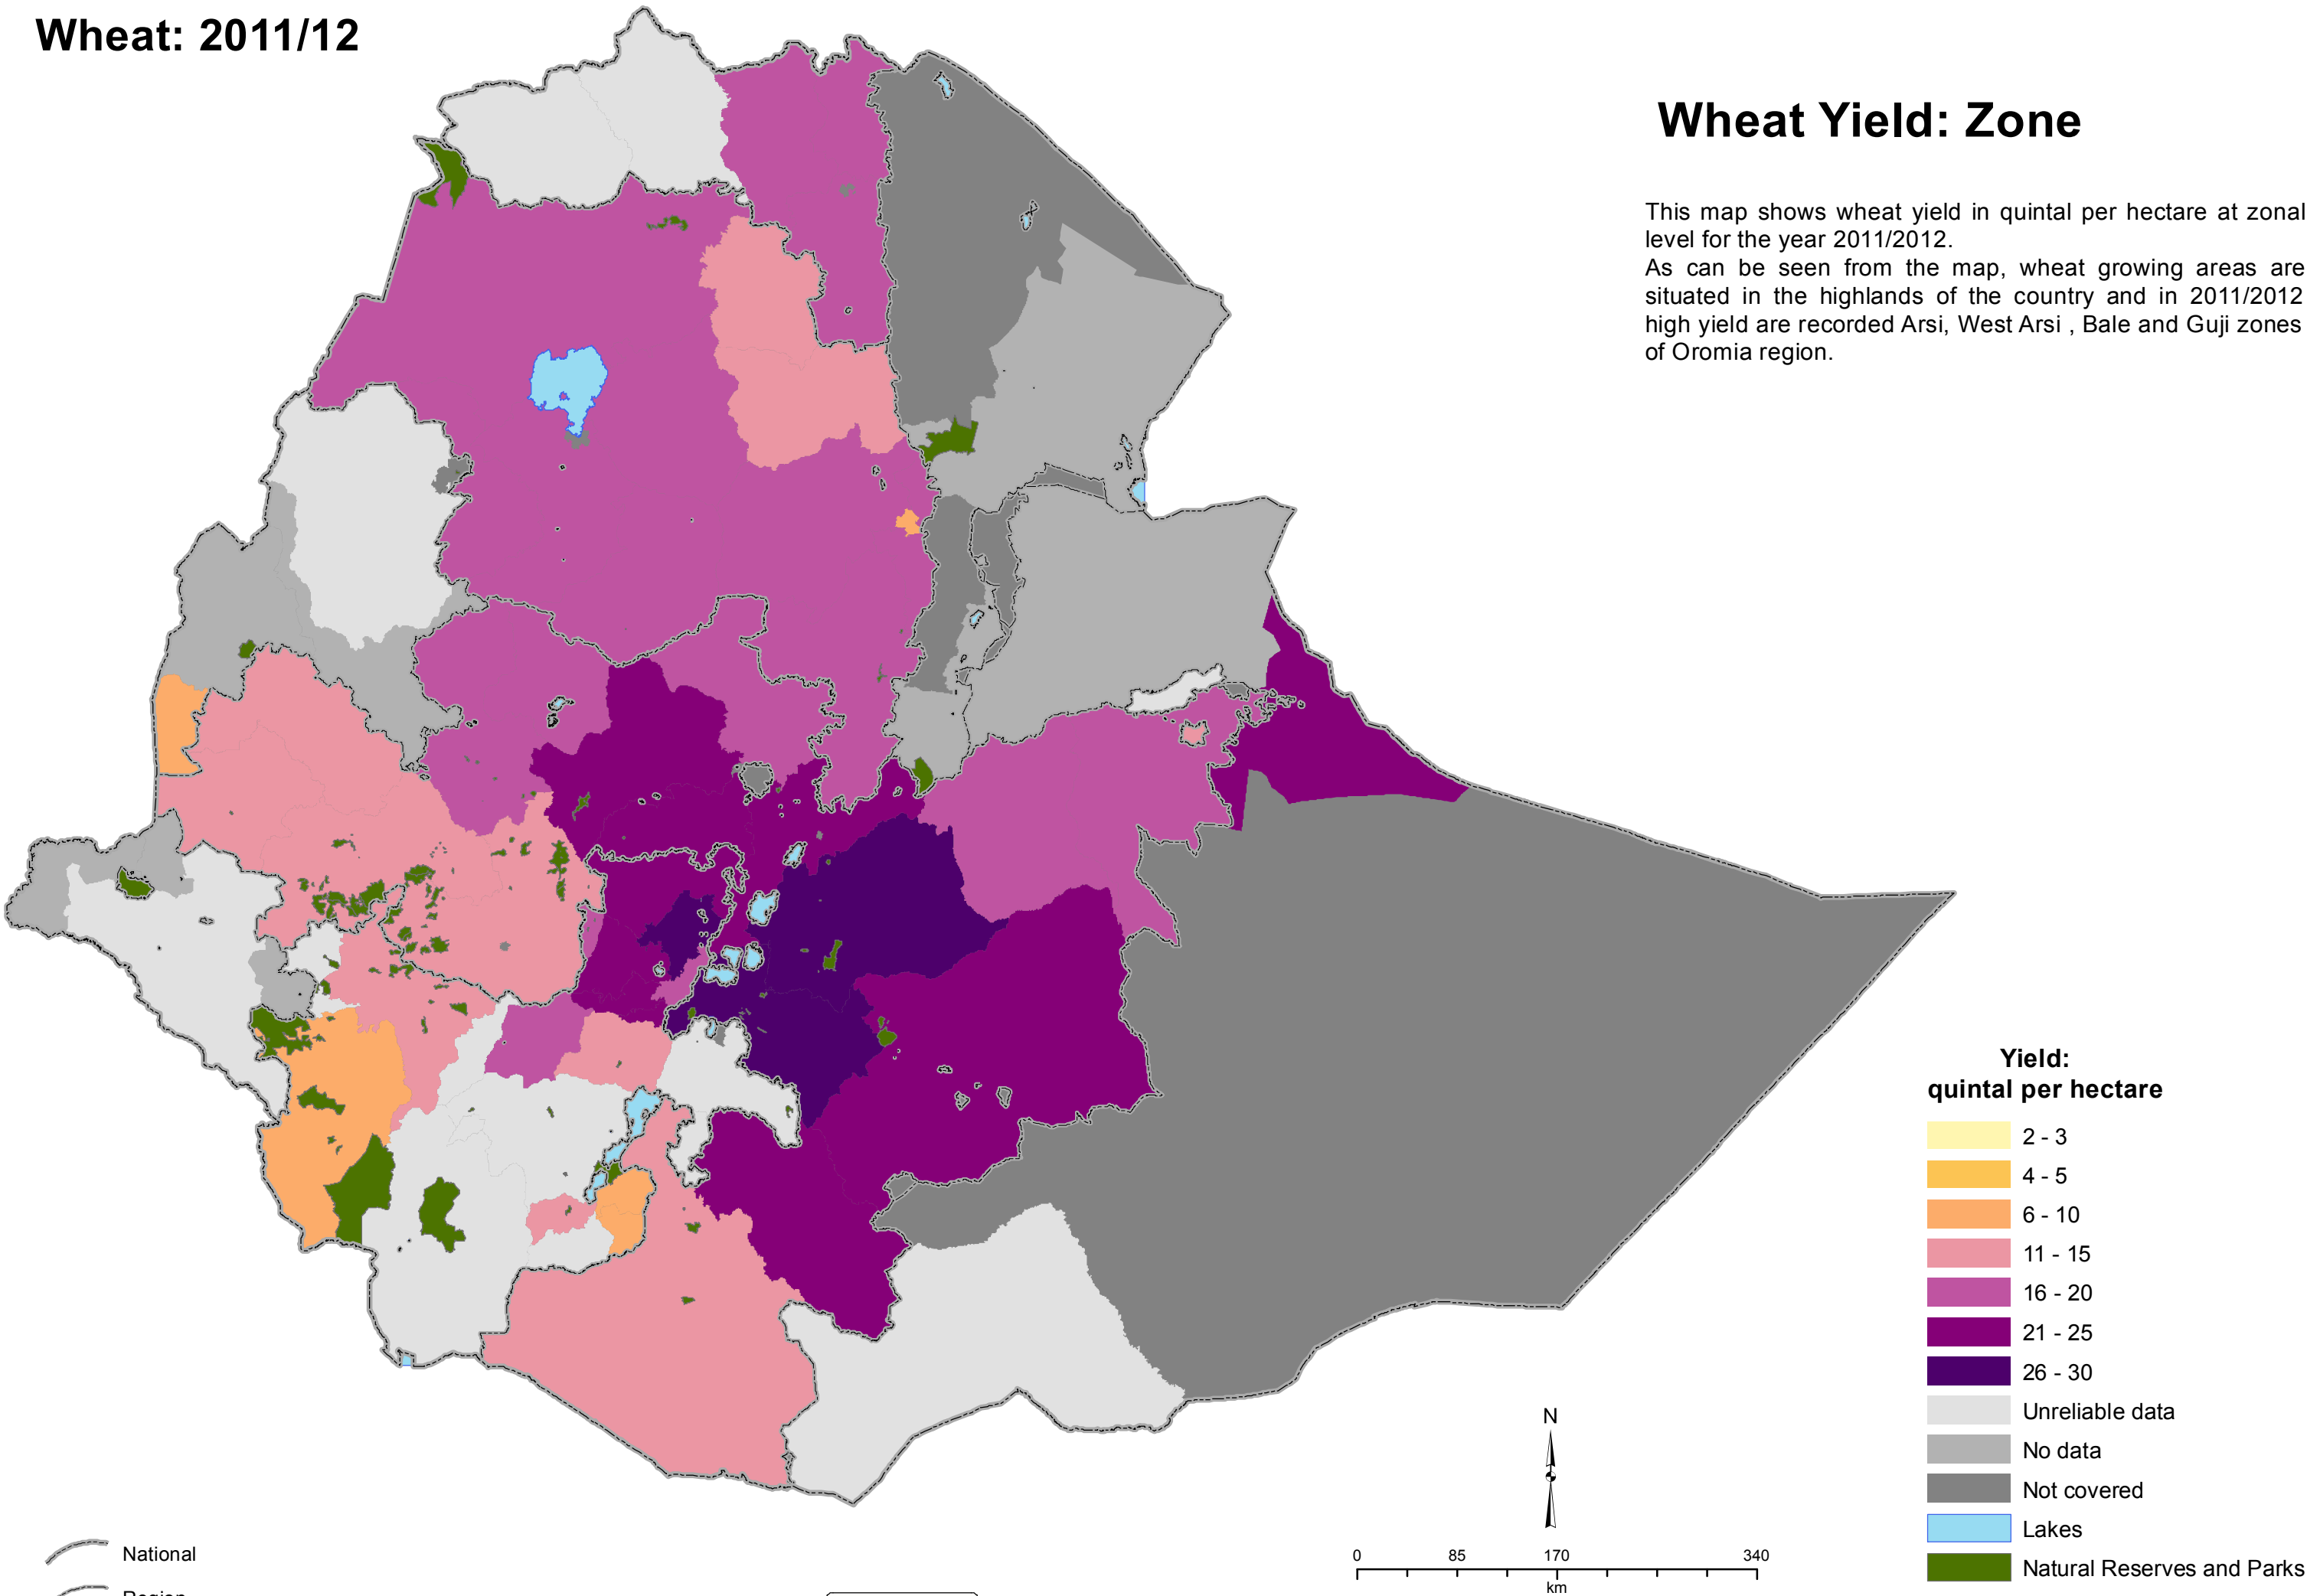 Wheat: 2011/12
Wheat Yield: Zone
This map shows wheat yield in quintal per hectare at zonal
level for the year 2011/2012.
As can be seen from the map, wheat growing areas are
situated in the highlands of the country and in 2011/2012
high yield are recorded Arsi, West Arsi , Bale and Guji zones
of Oromia region.
Yield:
quintal per hectare
2 - 3
4 - 5
6 - 10
11 - 15
16 - 20
21 - 25
26 - 30
Unreliable data
No data
Not covered
Lakes
Natural Reserves and Parks
N
0 85 170 340
km
National
Region